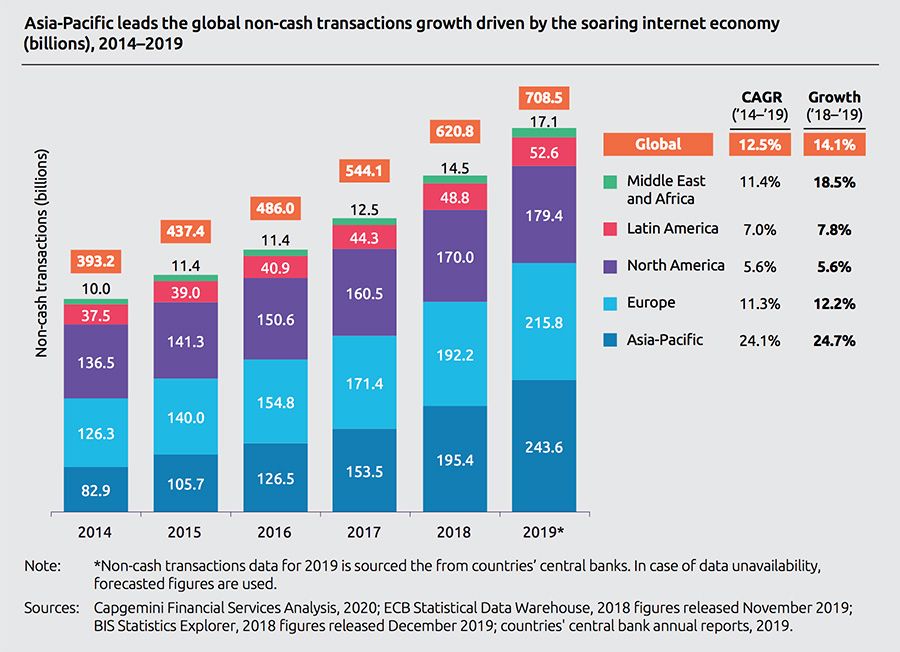 Asia-Pacific leads the global non-cash transactions growth driven by the soaring internet economy
(billions), 2014–2019
Non-cash transactions (billions)
393.2
10.0
37.5
136.5
126.3
82.9
2014
437.4
11.4
39.0
141.3
140.0
105.7
2015
486.0
11.4
40.9
150.6
154.8
126.5
2016
544.1
12.5
44.3
160.5
171.4
153.5
2017
620.8
14.5
48.8
170.0
192.2
195.4
2018
708.5
17.1
52.6
179.4
215.8
243.6
2019*
CAGR Growth
('14–'19) ('18–'19)
Global 12.5% 14.1%
Middle East 11.4% 18.5%
and Africa
Latin America 7.0% 7.8%
North America 5.6% 5.6%
Europe 11.3% 12.2%
Asia-Pacific 24.1% 24.7%
Note: *Non-cash transactions data for 2019 is sourced the from countries’ central banks. In case of data unavailability,
forecasted figures are used.
Sources: Capgemini Financial Services Analysis, 2020; ECB Statistical Data Warehouse, 2018 figures released November 2019;
BIS Statistics Explorer, 2018 figures released December 2019; countries' central bank annual reports, 2019.